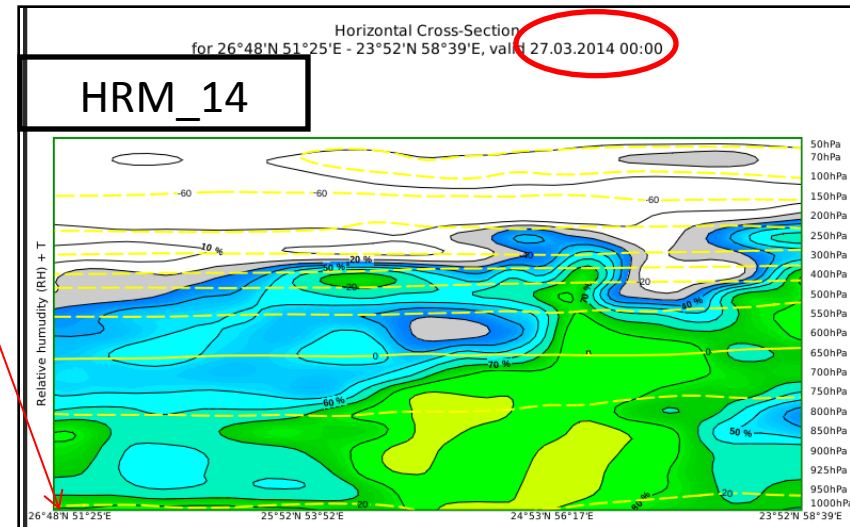 Horizontal Cross-Section
for 26°48'N 51°25'E - 23°52'N 58°39'E, valid 27.03.2014 00:00
HRM_14
Relative humudity (RH) + T
50hPa
70hPa
100hPa
150hPa
200hPa
250hPa
300hPa
400hPa
500hPa
550hPa
600hPa
650hPa
700hPa
750hPa
800hPa
850hPa
900hPa
925hPa
950hPa
1000hPa
-60 -60 -60
10 %
20 %
-40
50 %
-20 -20
70 %
40 %
0 0 0
70 %
60 %
50 %
20 80 % 20
26°48'N 51°25'E 25°52'N 53°52'E 24°53'N 56°17'E 23°52'N 58°39'E